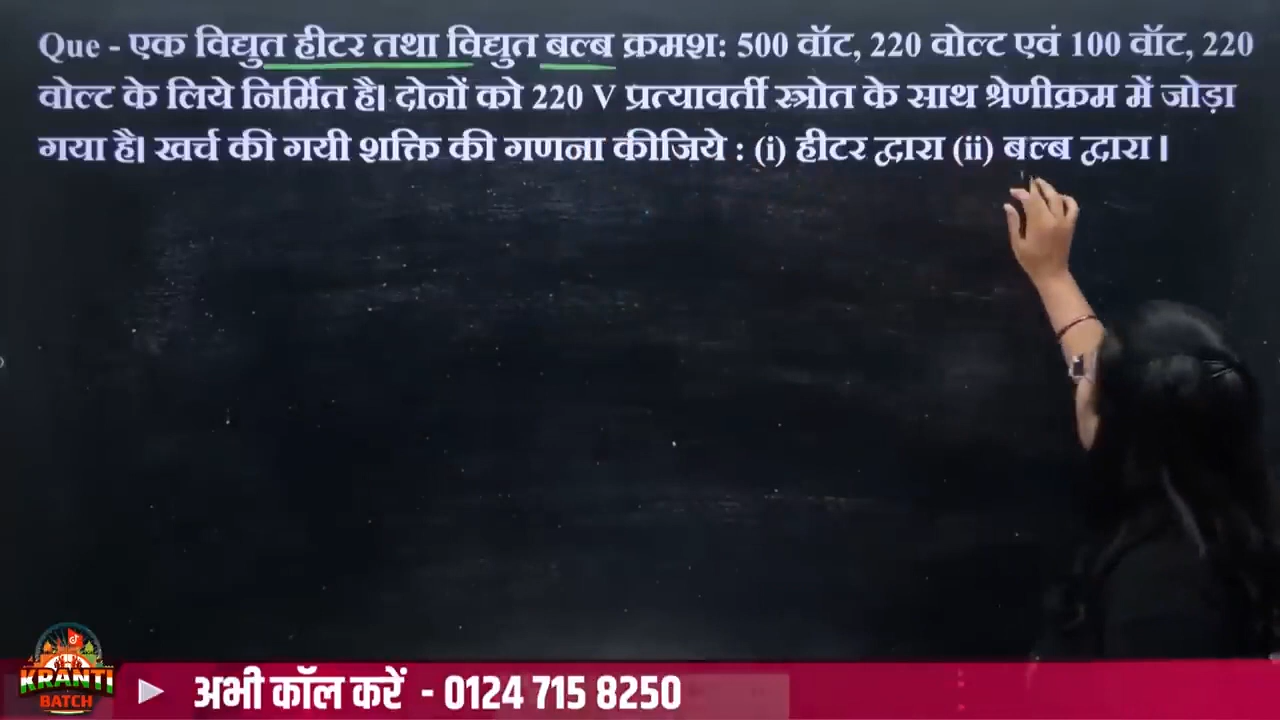 Que - एक विद्युत हीटर तथा विद्युत बल्ब क्रमश: 500 वॉट, 220 वोल्ट एवं 100 वॉट, 220
वोल्ट के लिये निर्मित है। दोनों को 220 V प्रत्यावर्ती स्त्रोत के साथ श्रेणीक्रम में जोड़ा
गया है। खर्च की गयी शक्ति की गणना कीजिये : (i) हीटर द्वारा (ii) बल्ब द्वारा ।
KRANTI
BATCH
अभी कॉल करें - 0124 715 8250